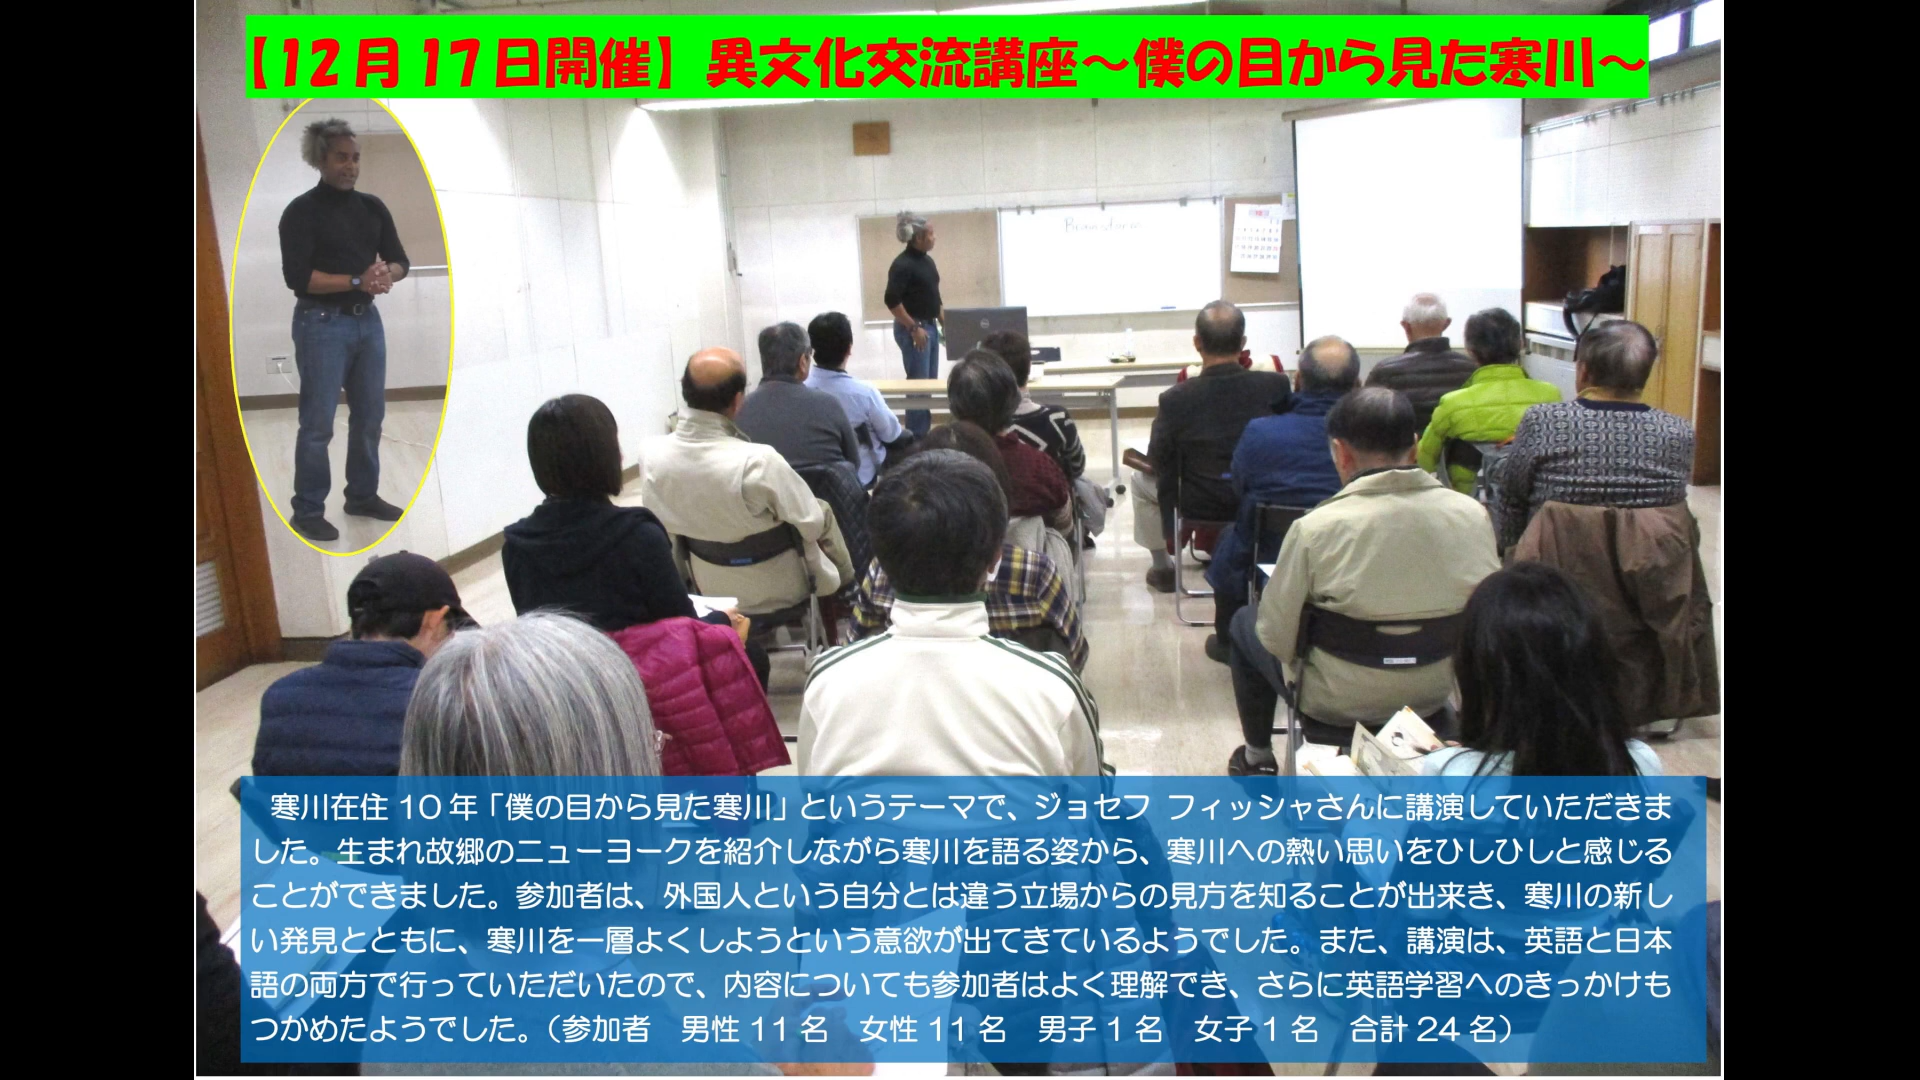 【12月17日開催】異文化交流講座～僕の目から見た寒川～
Brainstorm
寒川在住10年「僕の目から見た寒川」というテーマで、ジョセフ フィッシャさんに講演していただきま
した。生まれ故郷のニューヨークを紹介しながら寒川を語る姿から、寒川への熱い思いをひしひしと感じる
ことができました。参加者は、外国人という自分とは違う立場からの見方を知ることが出来き、寒川の新し
い発見とともに、寒川を一層よくしようという意欲が出てきているようでした。また、講演は、英語と日本
語の両方で行っていただいたので、内容についても参加者はよく理解でき、さらに英語学習へのきっかけも
つかめたようでした。（参加者　男性11名　女性11名　男子1名　女子1名　合計24名）